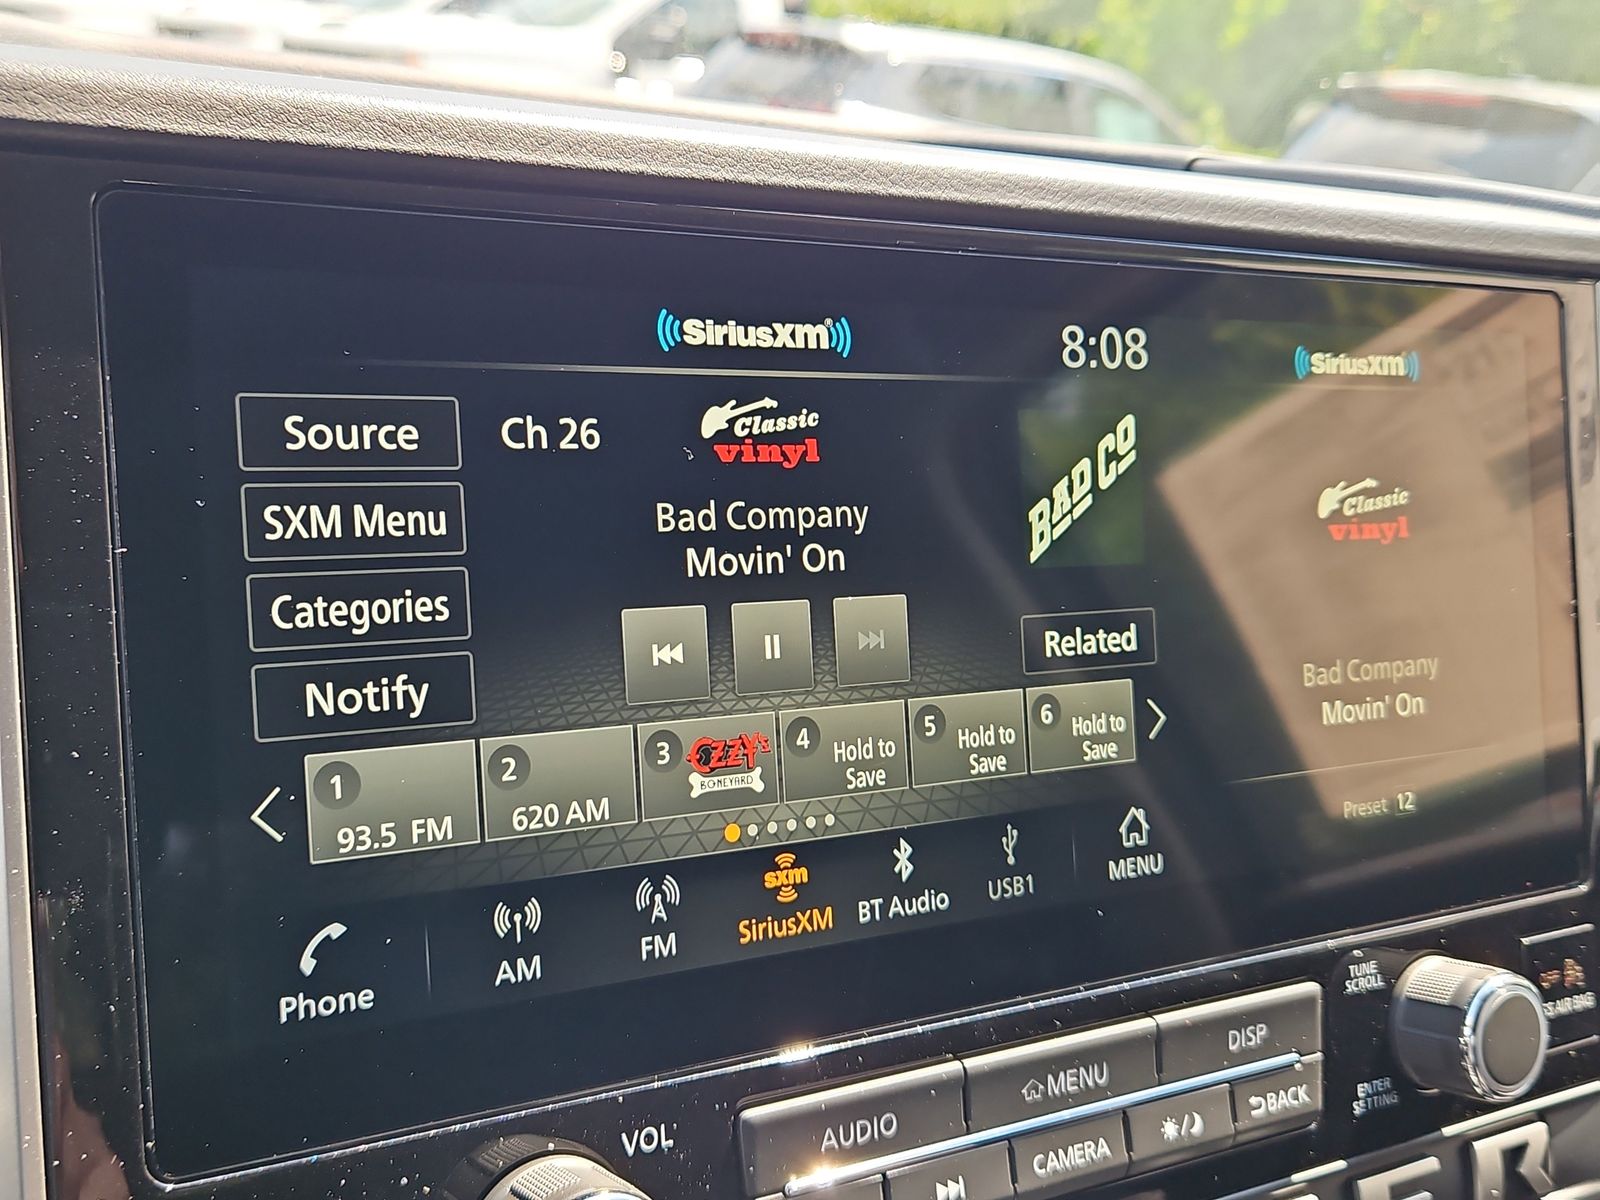 SiriusXM®
8:08
SiriusXM
Source
Ch 26
Classic
vinyl
BAD CO
Classic
vinyl
SXM Menu
Bad Company
Movin' On
Categories
Related
Bad Company
Movin' On
Notify
1
93.5 FM
2
620 AM
3
OZZY's
BONEYARD
4
Hold to
Save
5
Hold to
Save
6
Hold to
Save
Preset 12
Phone
AM
FM
sxm
SiriusXM
BT Audio
USB1
MENU
TUNE
SCROLL
AIR BAG
VOL
AUDIO
MENU
DISP
ENTER
SETTING
CAMERA
BACK
ER